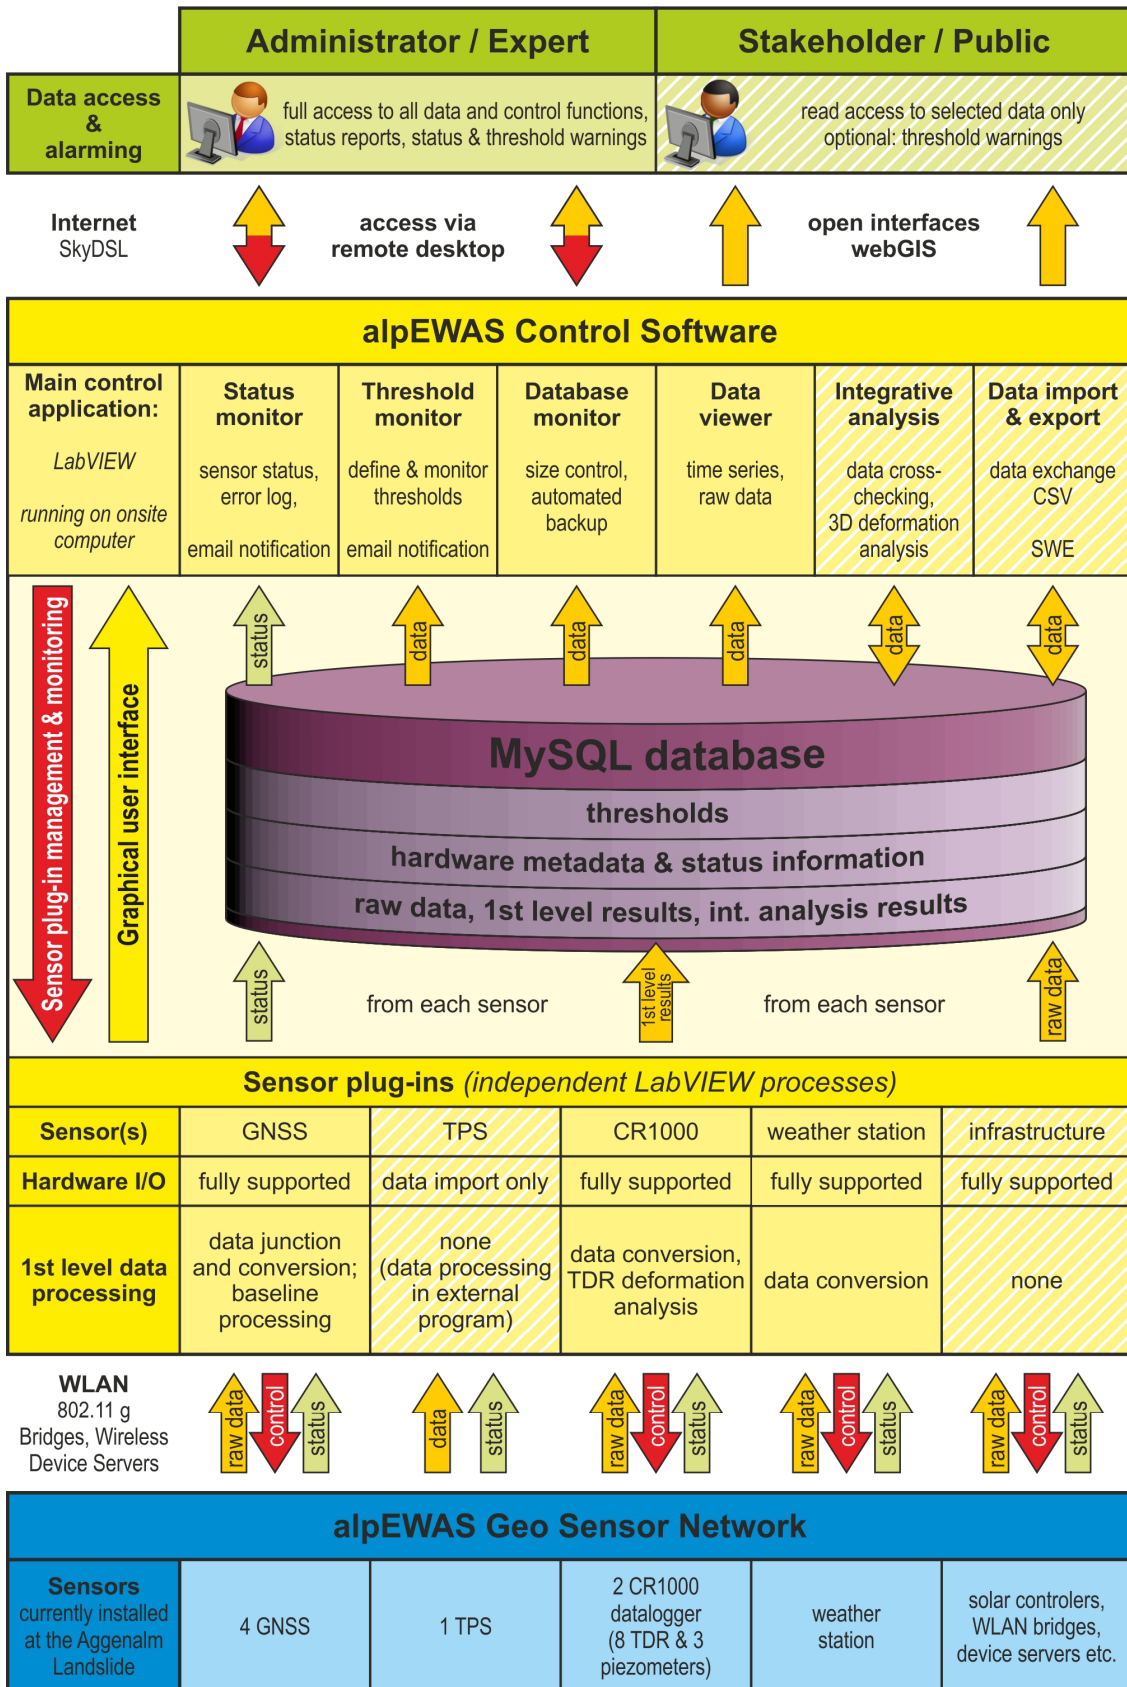 Administrator / Expert
Stakeholder / Public
Data access
&
alarming
full access to all data and control functions,
status reports, status & threshold warnings
read access to selected data only
optional: threshold warnings
Internet
SkyDSL
access via
remote desktop
open interfaces
webGIS
alpEWAS Control Software
Main control
application:
LabVIEW
running on onsite
computer
Status
monitor
sensor status,
error log,
email notification
Threshold
monitor
define & monitor
thresholds
email notification
Database
monitor
size control,
automated
backup
Data
viewer
time series,
raw data
Integrative
analysis
data cross-
checking,
3D deformation
analysis
Data import
& export
data exchange
CSV
SWE
Sensor plug-in management & monitoring
Graphical user interface
status
data
data
data
data
data
MySQL database
thresholds
hardware metadata & status information
raw data, 1st level results, int. analysis results
status
from each sensor
1st level
results
from each sensor
raw data
Sensor plug-ins (independent LabVIEW processes)
Sensor(s)
GNSS
TPS
CR1000
weather station
infrastructure
Hardware I/O
fully supported
data import only
fully supported
fully supported
fully supported
1st level data
processing
data junction
and conversion;
baseline
processing
none
(data processing
in external
program)
data conversion,
TDR deformation
analysis
data conversion
none
WLAN
802.11 g
Bridges, Wireless
Device Servers
raw data
control
status
data
status
raw data
control
status
raw data
control
status
raw data
control
status
alpEWAS Geo Sensor Network
Sensors
currently installed
at the Aggenalm
Landslide
4 GNSS
1 TPS
2 CR1000
datalogger
(8 TDR & 3
piezometers)
weather
station
solar controlers,
WLAN bridges,
device servers etc.